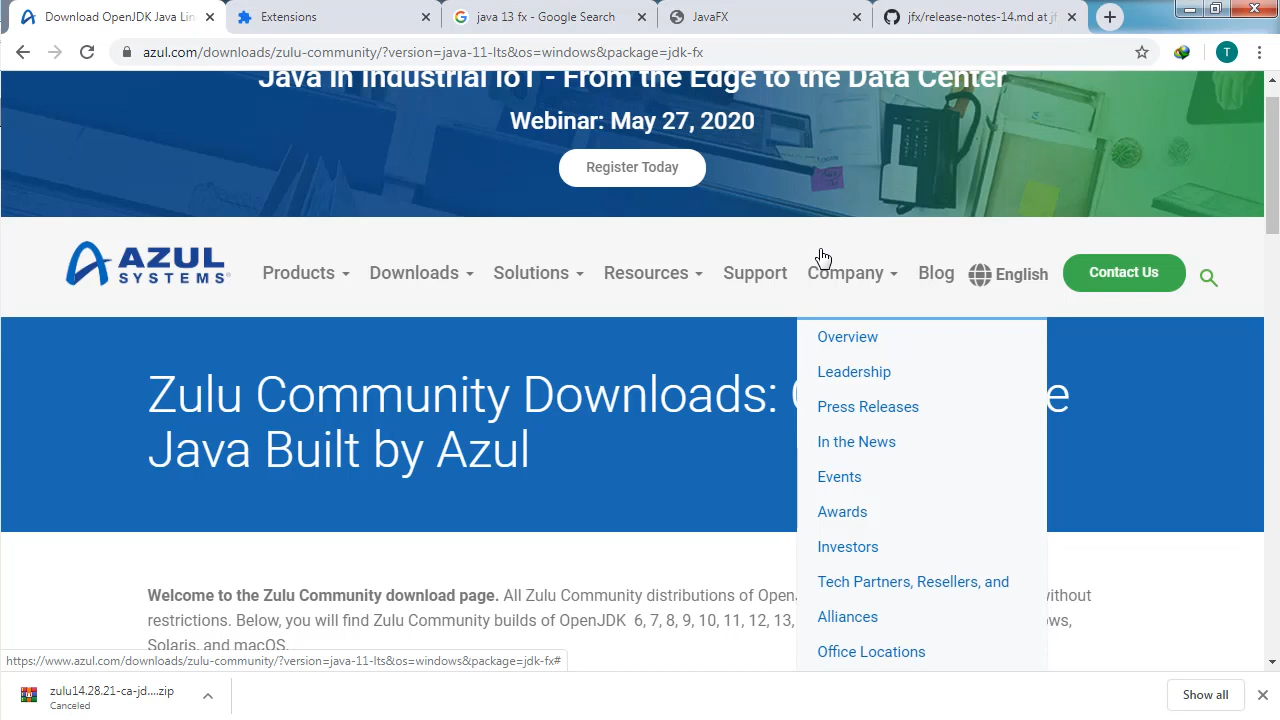 Download OpenJDK Java Lin
Extensions
java 13 fx - Google Search
JavaFX
jfx/release-notes-14.md at jf
azul.com/downloads/zulu-community/?version=java-11-lts&os=windows&package=jdk-fx
T
Java in Industrial IoT - From the Edge to the Data Center
Webinar: May 27, 2020
Register Today
AZUL
SYSTEMS
Products
Downloads
Solutions
Resources
Support
Company
Blog
English
Contact Us
Overview
Leadership
Press Releases
In the News
Events
Awards
Investors
Tech Partners, Resellers, and
Alliances
Office Locations
Zulu Community Downloads:
Java Built by Azul
Welcome to the Zulu Community download page. All Zulu Community distributions of Open without
restrictions. Below, you will find Zulu Community builds of OpenJDK 6, 7, 8, 9, 10, 11, 12, 13,
Solaris, and macOS.
https://www.azul.com/downloads/zulu-community/?version=java-11-lts&os=windows&package=jdk-fx#
zulu14.28.21-ca-jd....zip
Canceled
Show all